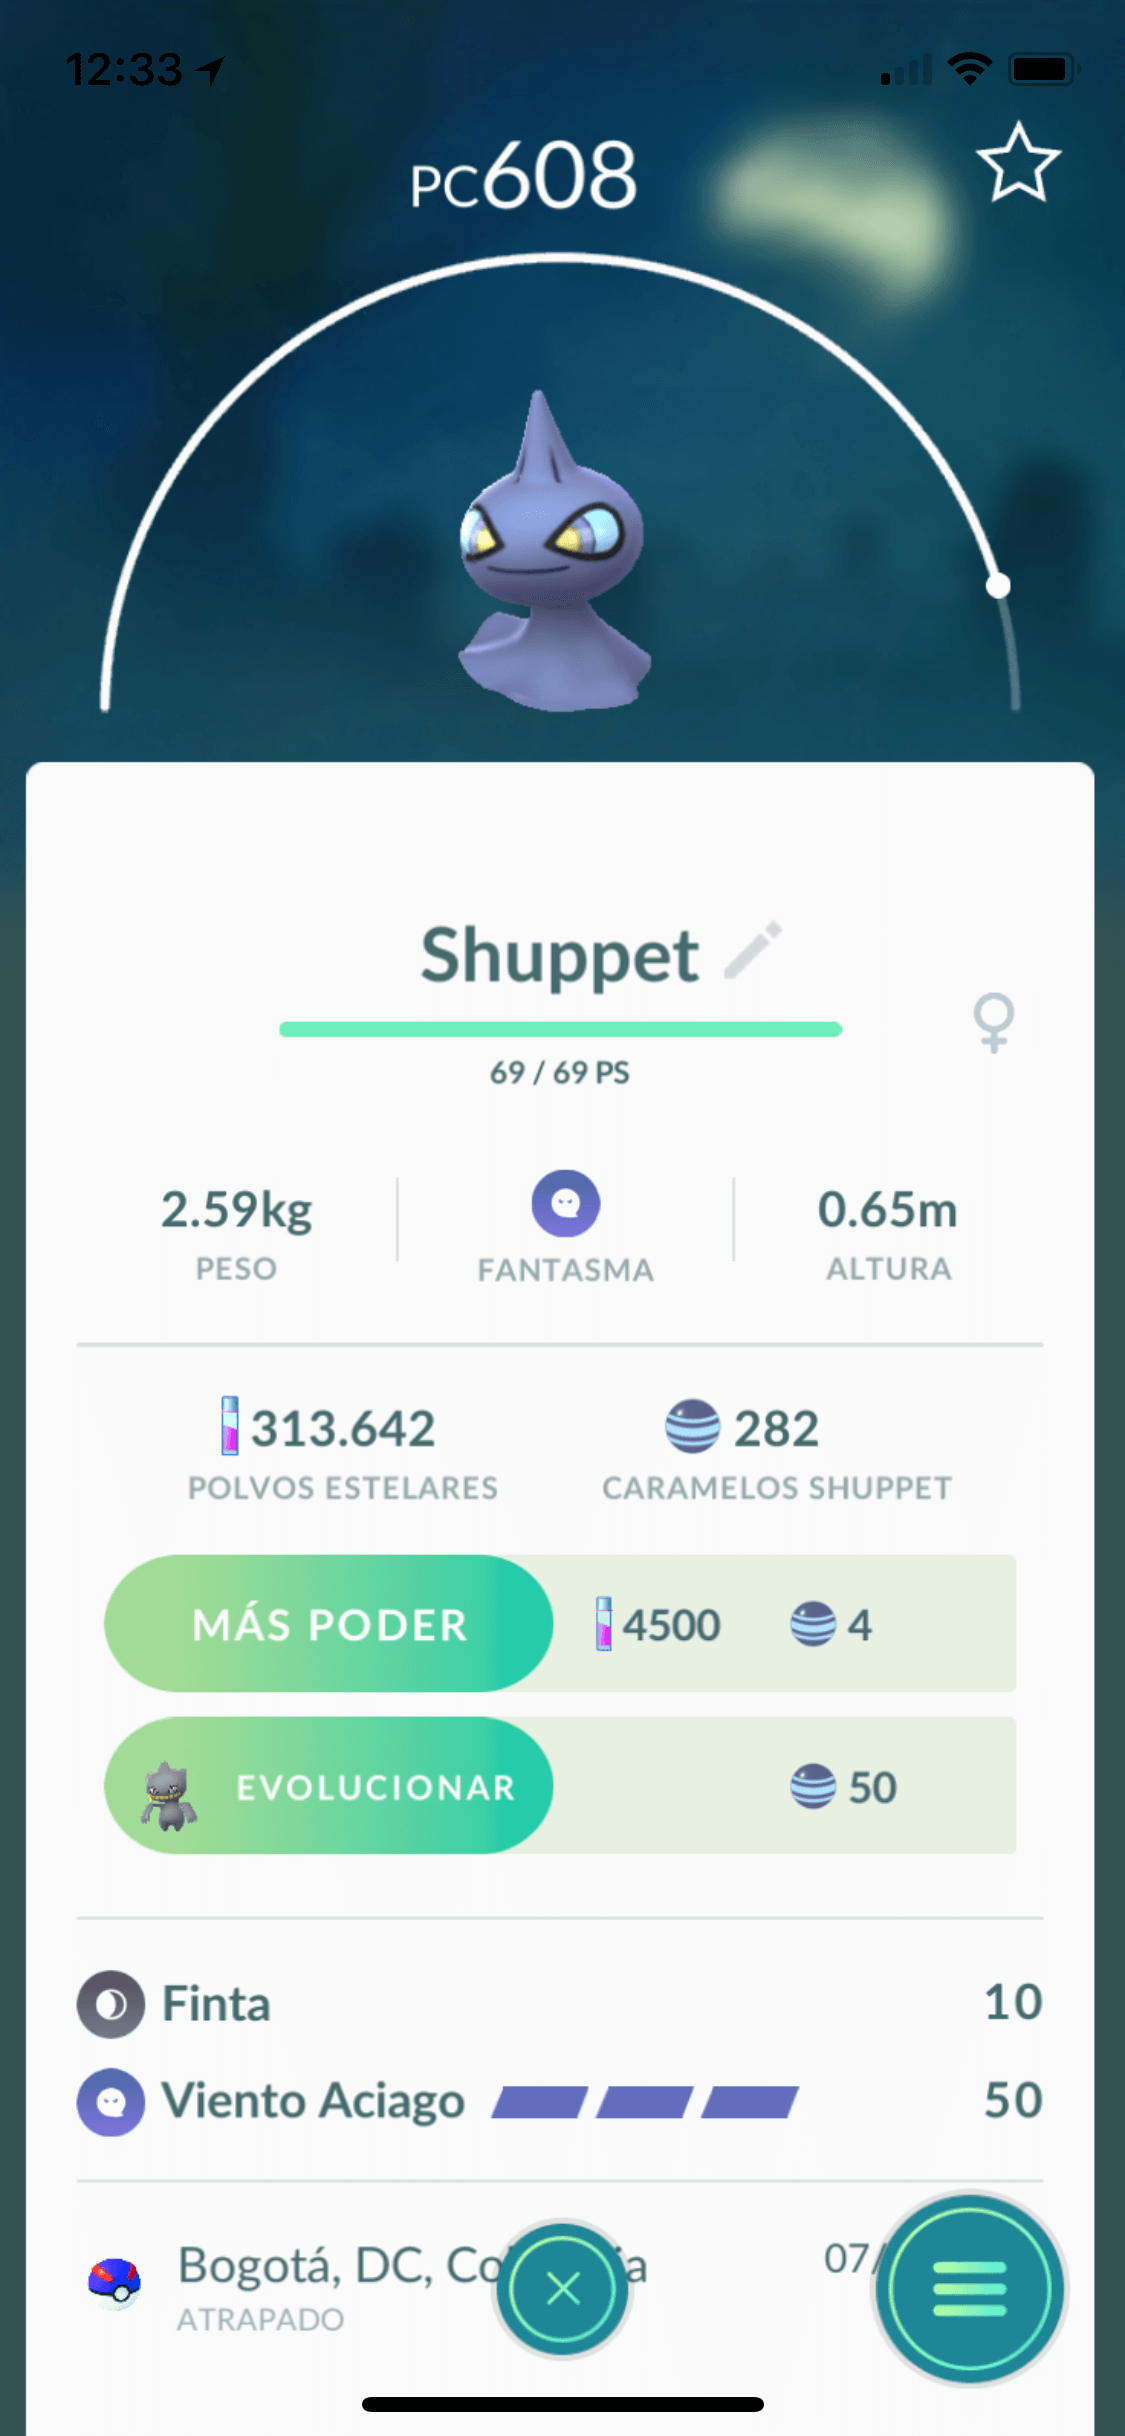 12:33
PC608
Shuppet
69 / 69 PS
2.59kg
PESO
FANTASMA
0.65m
ALTURA
313.642
POLVOS ESTELARES
282
CARAMELOS SHUPPET
MÁS PODER 4500 4
EVOLUCIONAR 50
Finta 10
Viento Aciago 50
Bogotá, DC,
07/
ATRAPADO